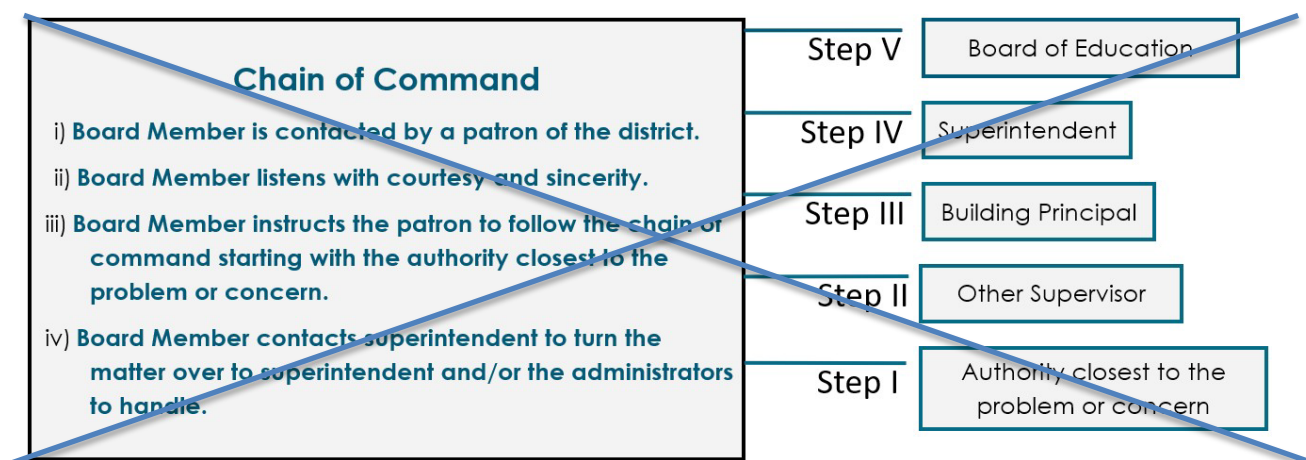 Chain of Command
i) Board Member is contacted by a patron of the district.
ii) Board Member listens with courtesy and sincerity.
iii) Board Member instructs the patron to follow the chain of
command starting with the authority closest to the
problem or concern.
iv) Board Member contacts superintendent to turn the
matter over to superintendent and/or the administrators
to handle.
Step V
Board of Education
Step IV
Superintendent
Step III
Building Principal
Step II
Other Supervisor
Step I
Authority closest to the
problem or concern